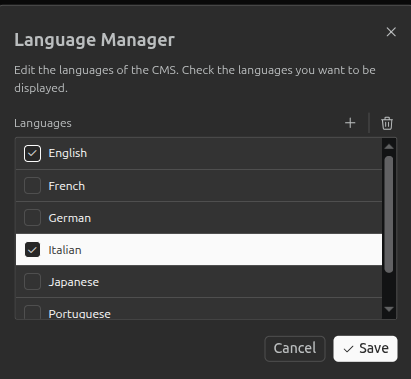 Language Manager
Edit the languages of the CMS. Check the languages you want to be
displayed.
Languages
English
French
German
Italian
Japanese
Portuguese
Cancel
Save